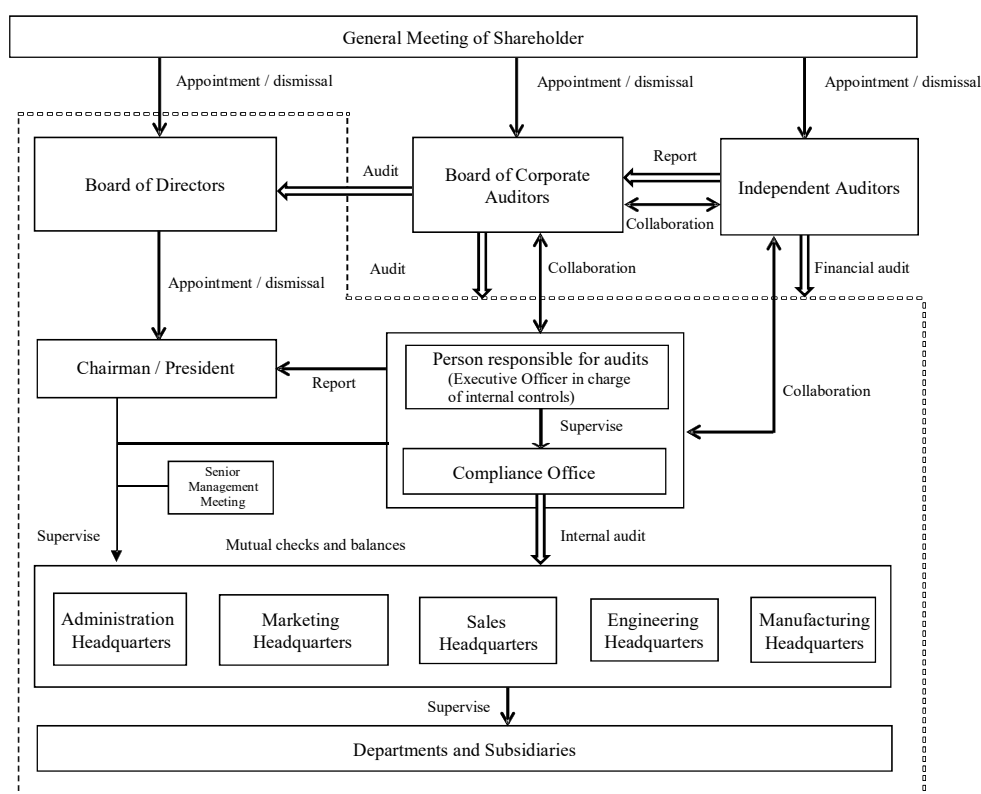 General Meeting of Shareholder
Appointment / dismissal
Appointment / dismissal
Appointment / dismissal
Board of Directors
Audit
Board of Corporate
Auditors
Report
Collaboration
Independent Auditors
Appointment / dismissal
Audit
Collaboration
Financial audit
Chairman / President
Report
Person responsible for audits
(Executive Officer in charge
of internal controls)
Supervise
Compliance Office
Collaboration
Senior
Management
Meeting
Supervise
Mutual checks and balances
Internal audit
Administration
Headquarters
Marketing
Headquarters
Sales
Headquarters
Engineering
Headquarters
Manufacturing
Headquarters
Supervise
Departments and Subsidiaries